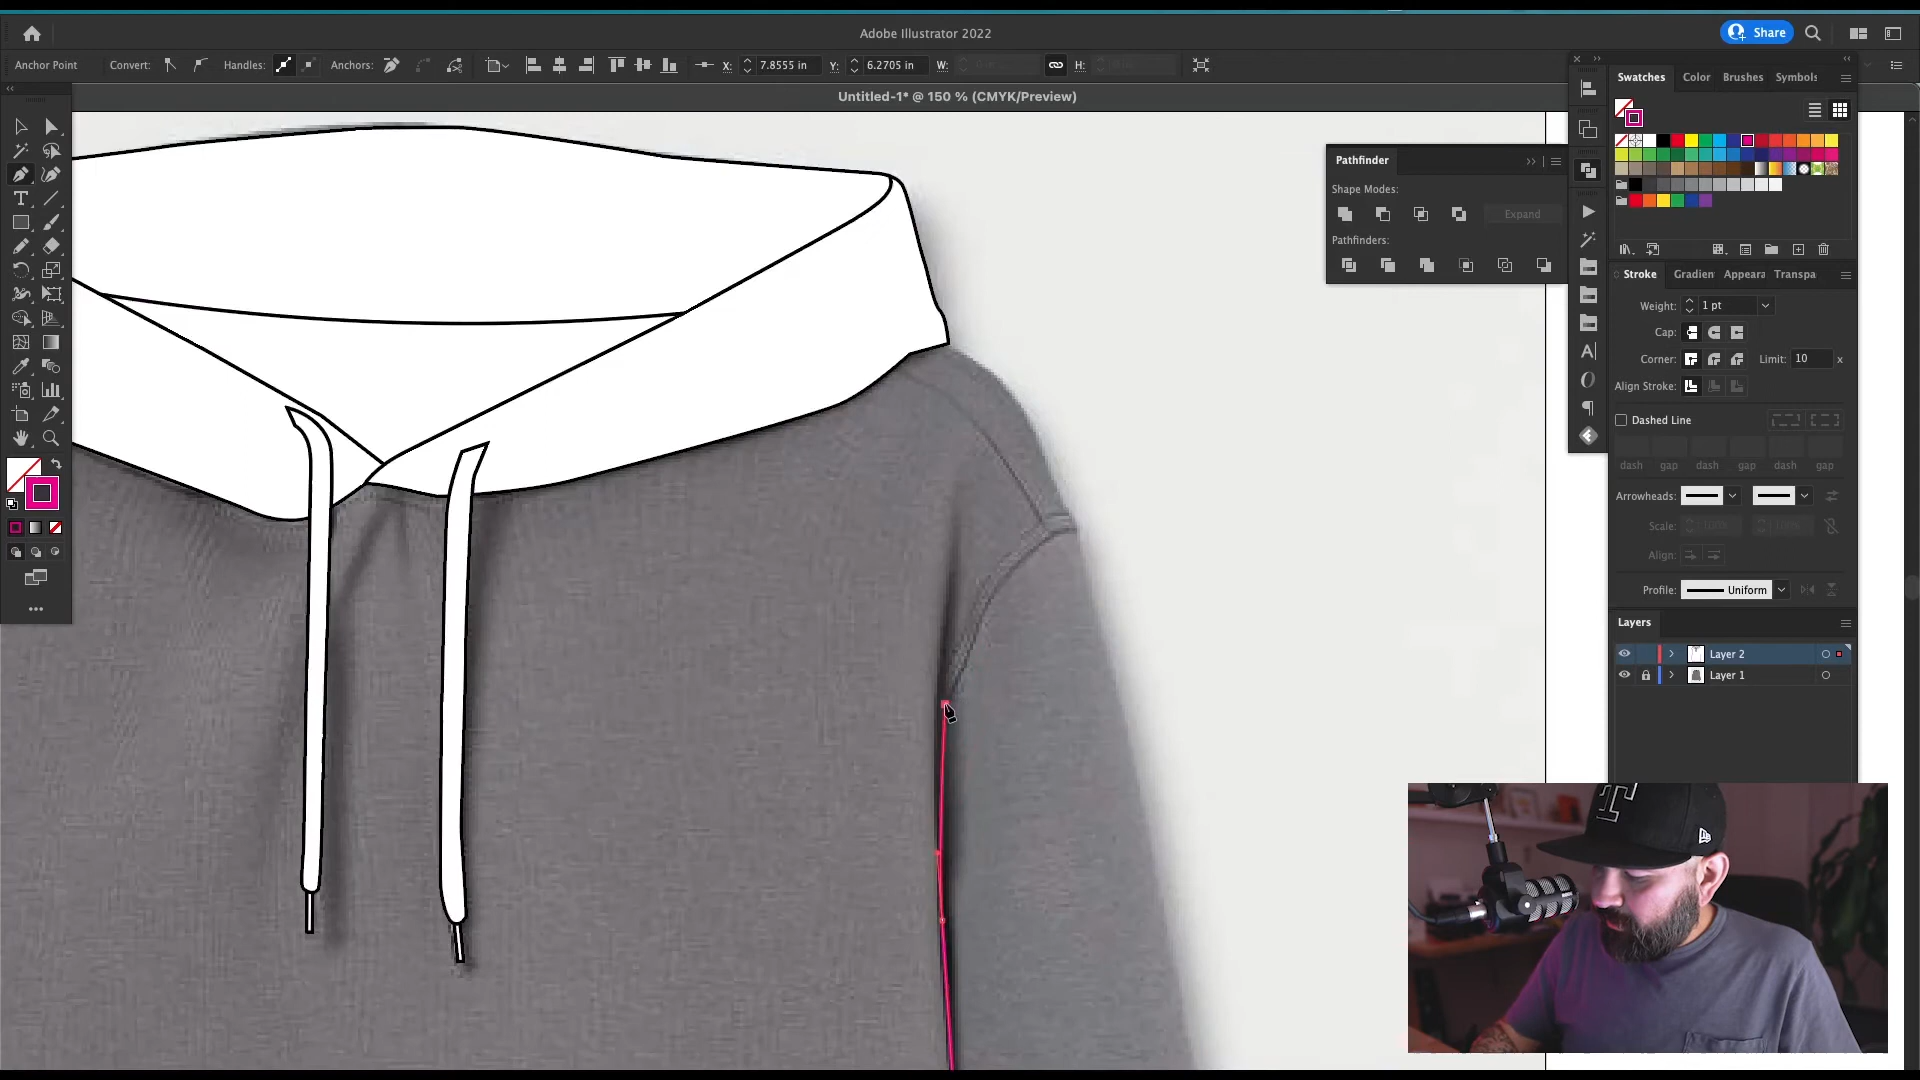 Adobe Illustrator 2022
Share
Anchor Point
Convert:
Handles:
Anchors:
X:
7.8555 in
Y:
6.2705 in
W:
H:
Untitled-1* @ 150 % (CMYK/Preview)
Swatches
Color
Brushes
Symbols
Pathfinder
Shape Modes:
Expand
Pathfinders:
Stroke
Gradien
Appeara
Transpa
Weight:
1 pt
Cap:
Corner:
Limit:
10
x
Align Stroke:
Dashed Line
dash
gap
dash
gap
dash
gap
Arrowheads:
Scale:
100%
100%
Align:
Profile:
Uniform
Layers
Layer 2
Layer 1